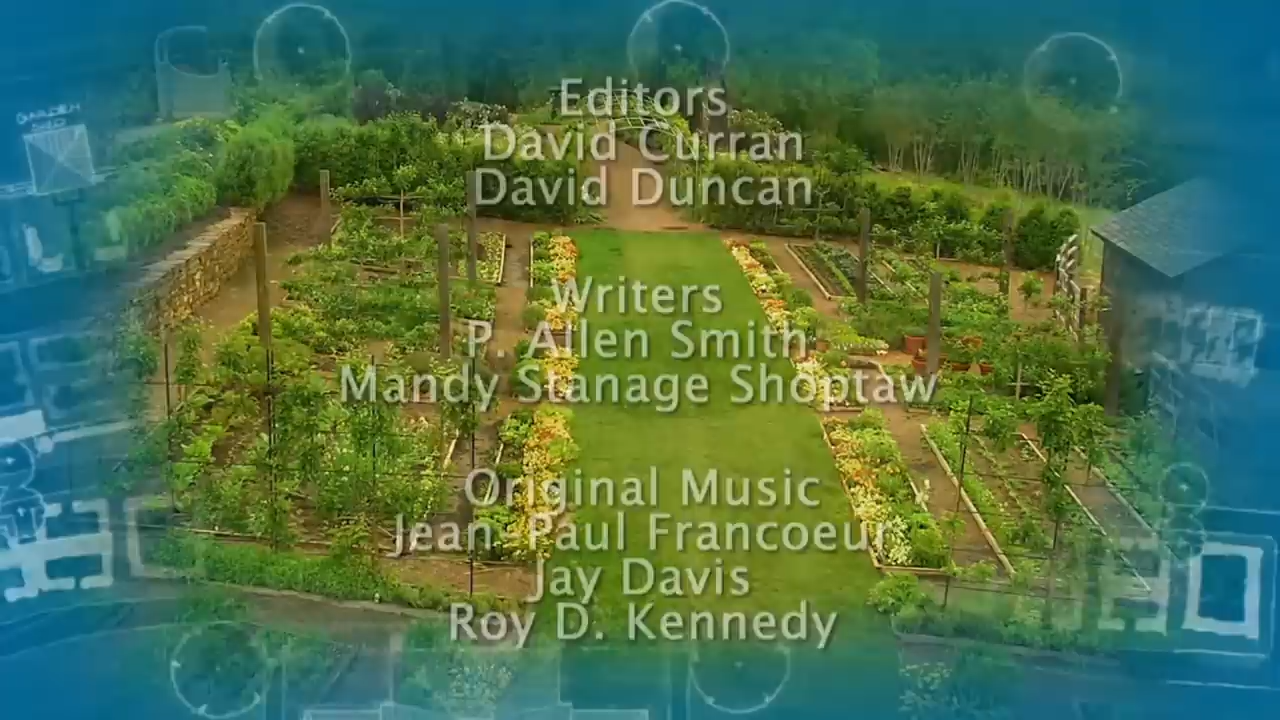 Editors
David Curran
David Duncan
Writers
P. Allen Smith
Mandy Stanage Shoptaw
Original Music
Jean-Paul Francoeur
Jay Davis
Roy D. Kennedy